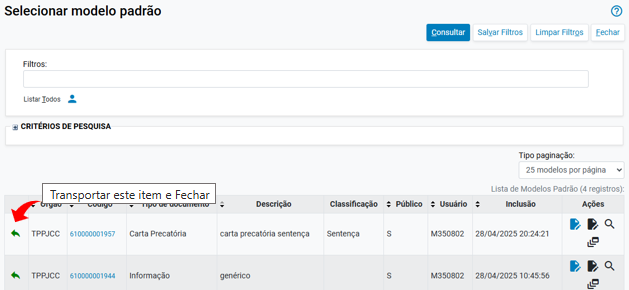 Selecionar modelo padrão
Consultar Salvar Filtros Limpar Filtros Fechar
Filtros:
Listar Todos
CRITÉRIOS DE PESQUISA
Tipo paginação:
25 modelos por página
Lista de Modelos Padrão (4 registros):
Transportar este item e Fechar
Órgão Código Tipo de documento Descrição Classificação Público Usuário Inclusão Ações
TPPJCC 610000001957 Carta Precatória carta precatória sentença Sentença S M350802 28/04/2025 20:24:21
TPPJCC 610000001944 Informação genérico S M350802 28/04/2025 10:45:56